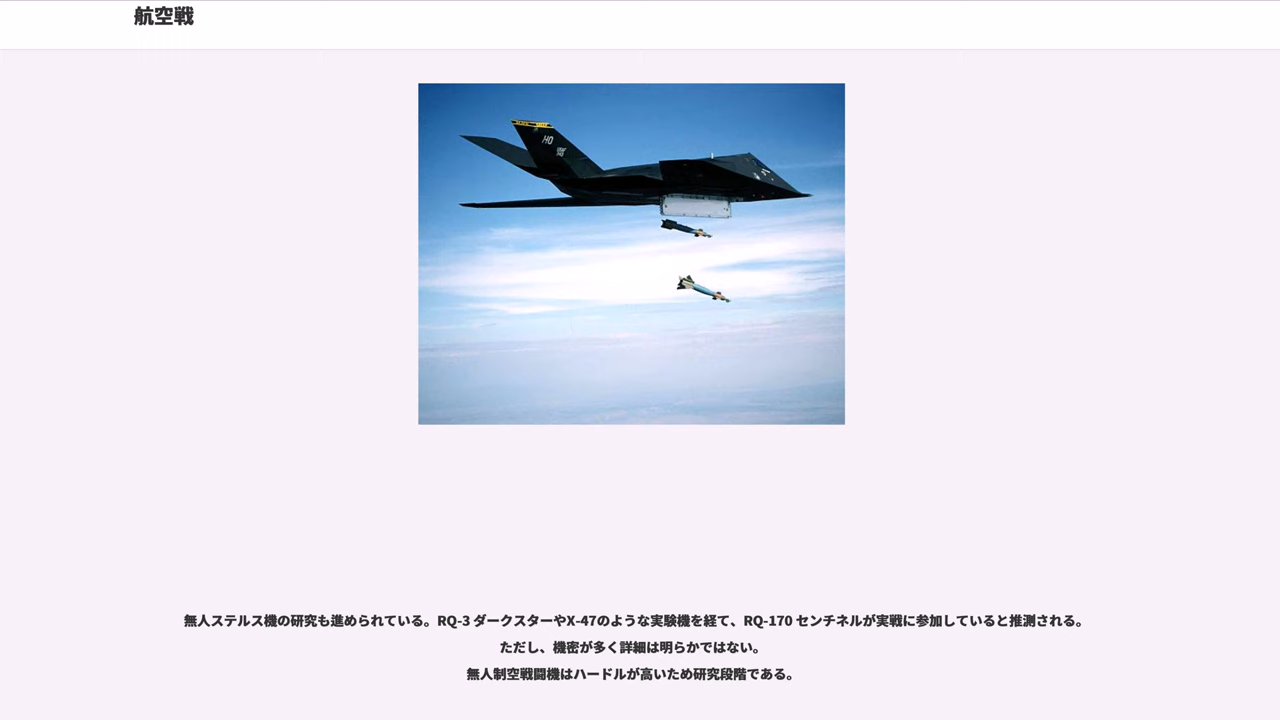 航空戦
HO
無人ステルス機の研究も進められている。RQ-3 ダークスターやX-47のような実験機を経て、RQ-170 センチネルが実戦に参加していると推測される。
ただし、機密が多く詳細は明らかではない。
無人制空戦闘機はハードルが高いため研究段階である。